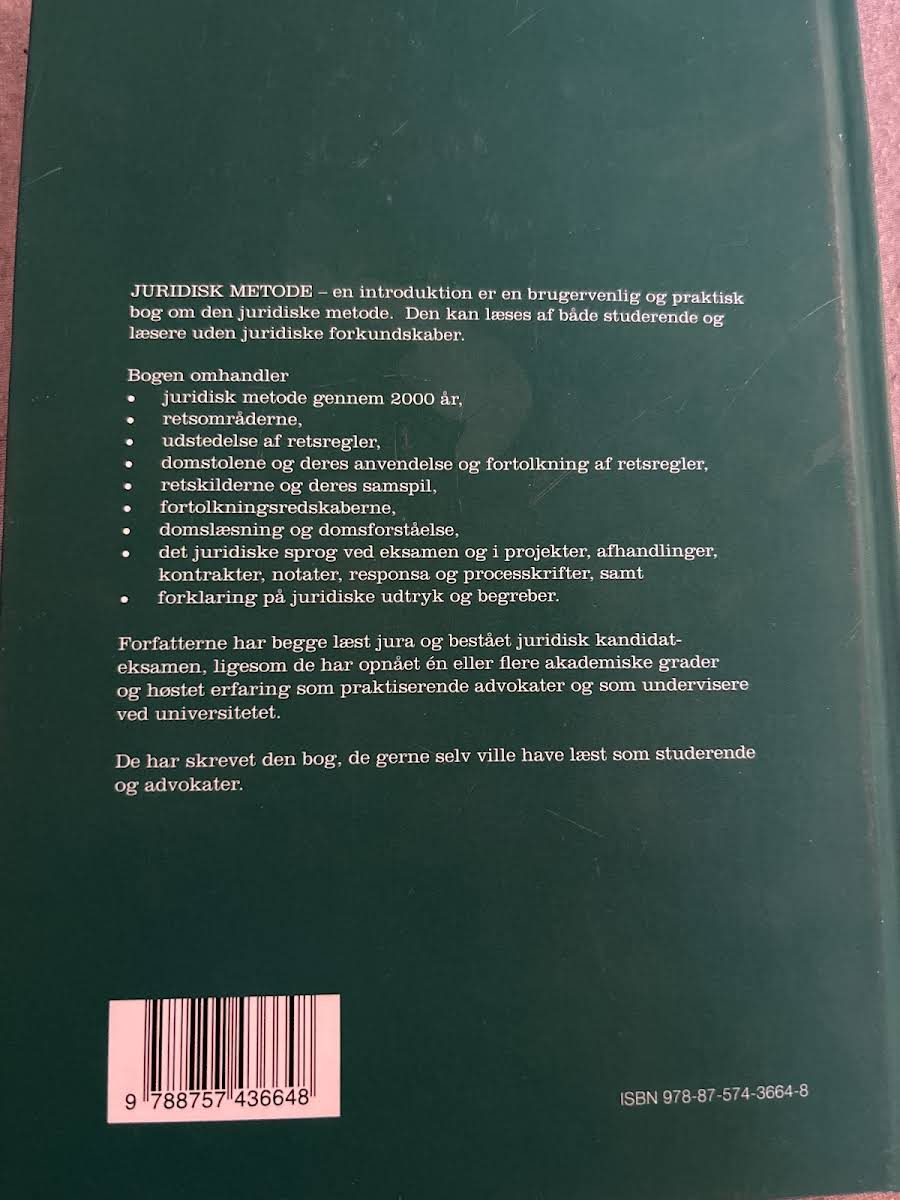 JURIDISK METODE – en introduktion er en brugervenlig og praktisk
bog om den juridiske metode. Den kan læses af både studerende og
læsere uden juridiske forkundskaber.
Bogen omhandler
• juridisk metode gennem 2000 år,
• retsområderne,
• udstedelse af retsregler,
• domstolene og deres anvendelse og fortolkning af retsregler,
• retskilderne og deres samspil,
• fortolkningsredskaberne,
• domslæsning og domsforståelse,
• det juridiske sprog ved eksamen og i projekter, afhandlinger,
kontrakter, notater, responsa og processkrifter, samt
• forklaring på juridiske udtryk og begreber.
Forfatterne har begge læst jura og bestået juridisk kandidat-
eksamen, ligesom de har opnået én eller flere akademiske grader
og høstet erfaring som praktiserende advokater og som undervisere
ved universitetet.
De har skrevet den bog, de gerne selv ville have læst som studerende
og advokater.
9 788757 436648
ISBN 978-87-574-3664-8